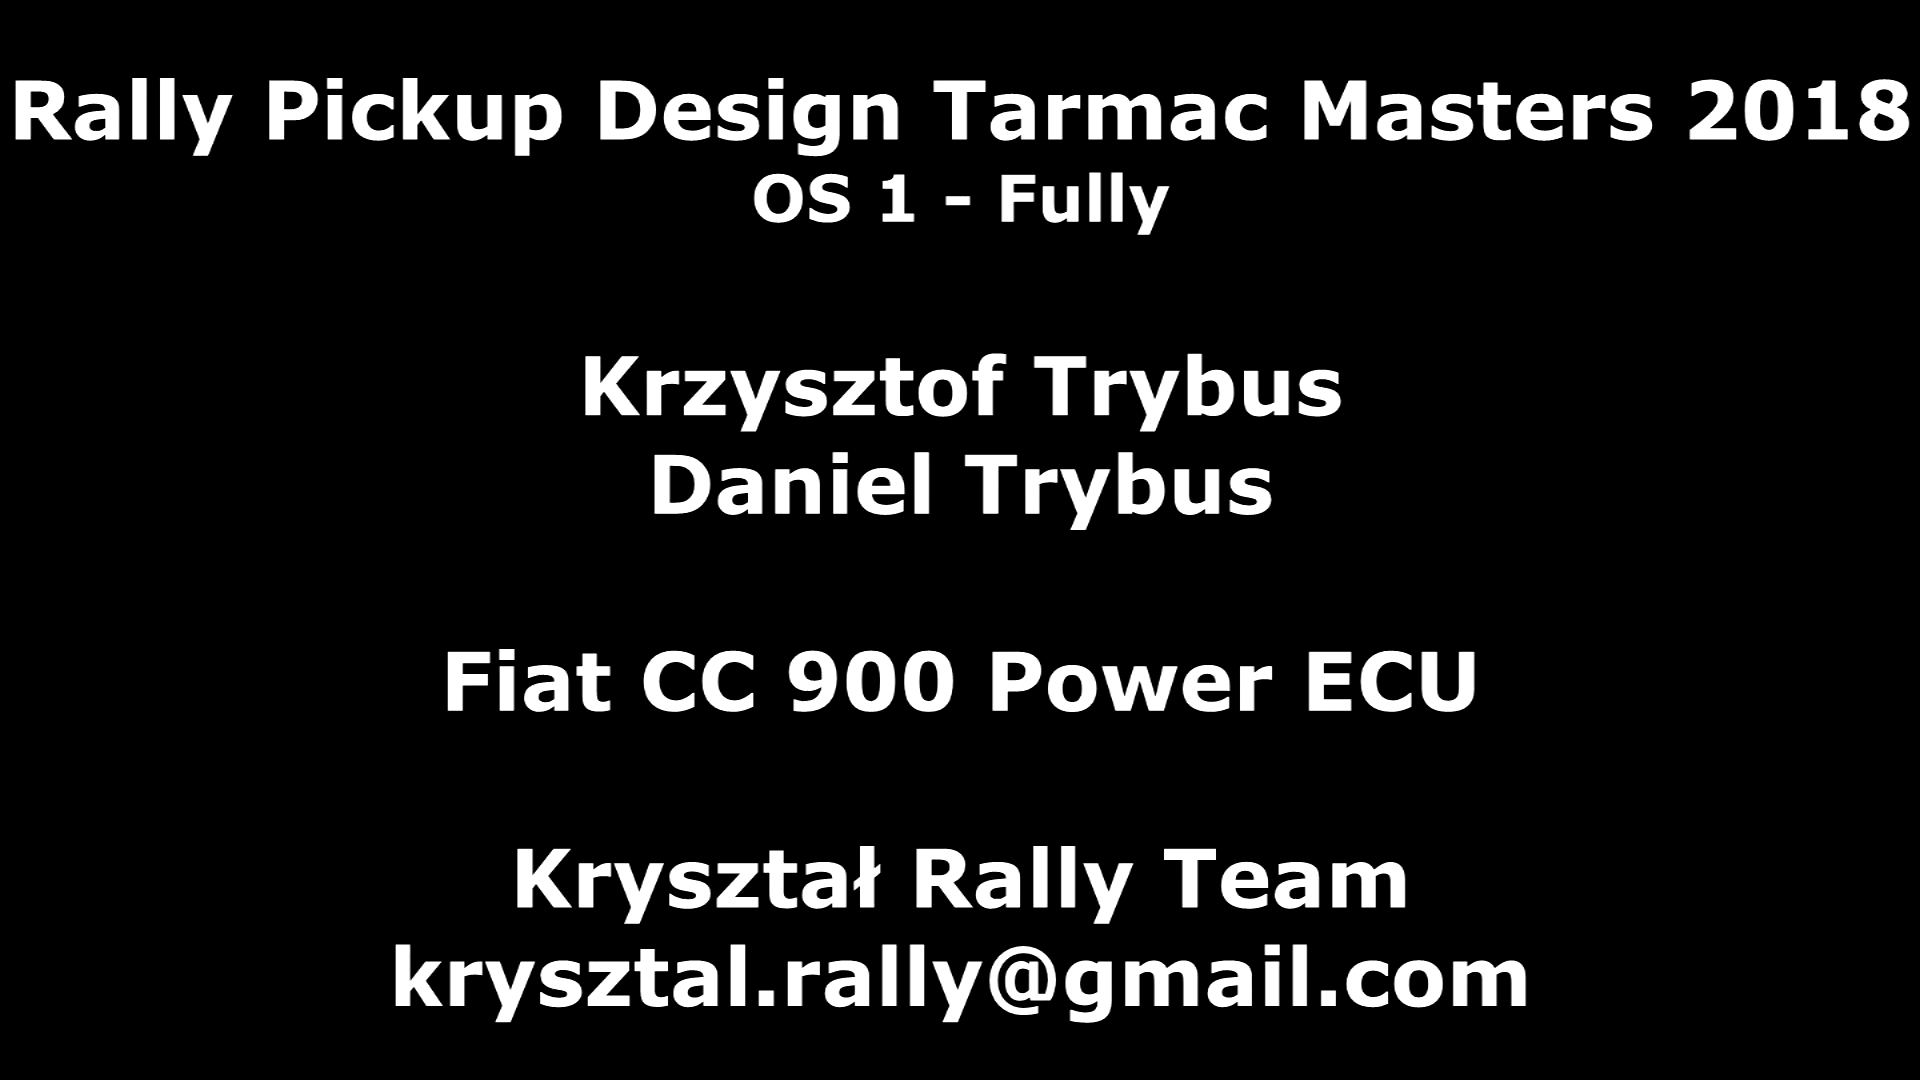 Rally Pickup Design Tarmac Masters 2018
OS 1 - Fully
Krzysztof Trybus
Daniel Trybus
Fiat CC 900 Power ECU
Kryształ Rally Team
krysztal.rally@gmail.com